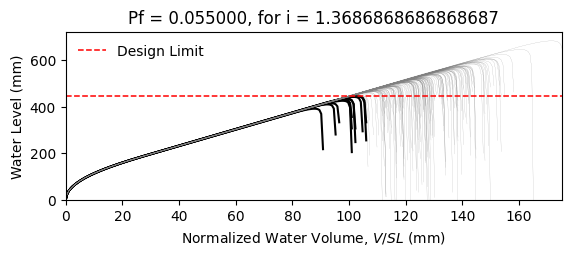 Pf = 0.055000, for i = 1.3686868686868687
Design Limit
Water Level (mm)
600
400
200
0
0 20 40 60 80 100 120 140 160
Normalized Water Volume, V/SL (mm)